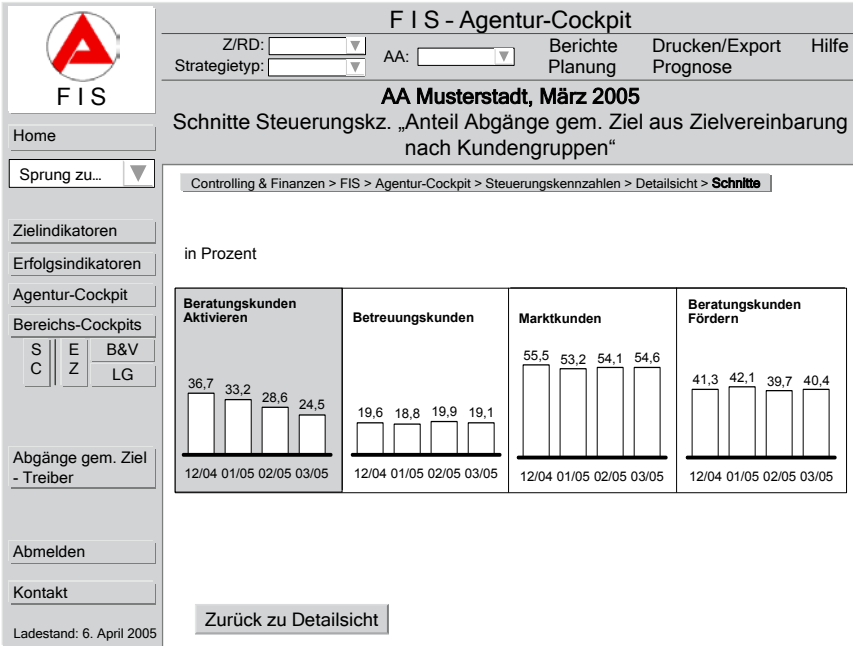 F I S - Agentur-Cockpit
Z/RD:
Strategietyp:
AA:
Berichte Drucken/Export Hilfe
Planung Prognose
F I S
AA Musterstadt, März 2005
Schnitte Steuerungskz. „Anteil Abgänge gem. Ziel aus Zielvereinbarung
nach Kundengruppen“
Home
Sprung zu...
Controlling & Finanzen > FIS > Agentur-Cockpit > Steuerungskennzahlen > Detailsicht > Schnitte
Zielindikatoren
Erfolgsindikatoren
Agentur-Cockpit
Bereichs-Cockpits
S E B&V
C Z LG
Abgänge gem. Ziel
- Treiber
Abmelden
Kontakt
Ladestand: 6. April 2005
in Prozent
Beratungskunden
Aktivieren
36,7 33,2 28,6 24,5
12/04 01/05 02/05 03/05
Betreuungskunden
19,6 18,8 19,9 19,1
12/04 01/05 02/05 03/05
Marktkunden
55,5 53,2 54,1 54,6
12/04 01/05 02/05 03/05
Beratungskunden
Fördern
41,3 42,1 39,7 40,4
12/04 01/05 02/05 03/05
Zurück zu Detailsicht